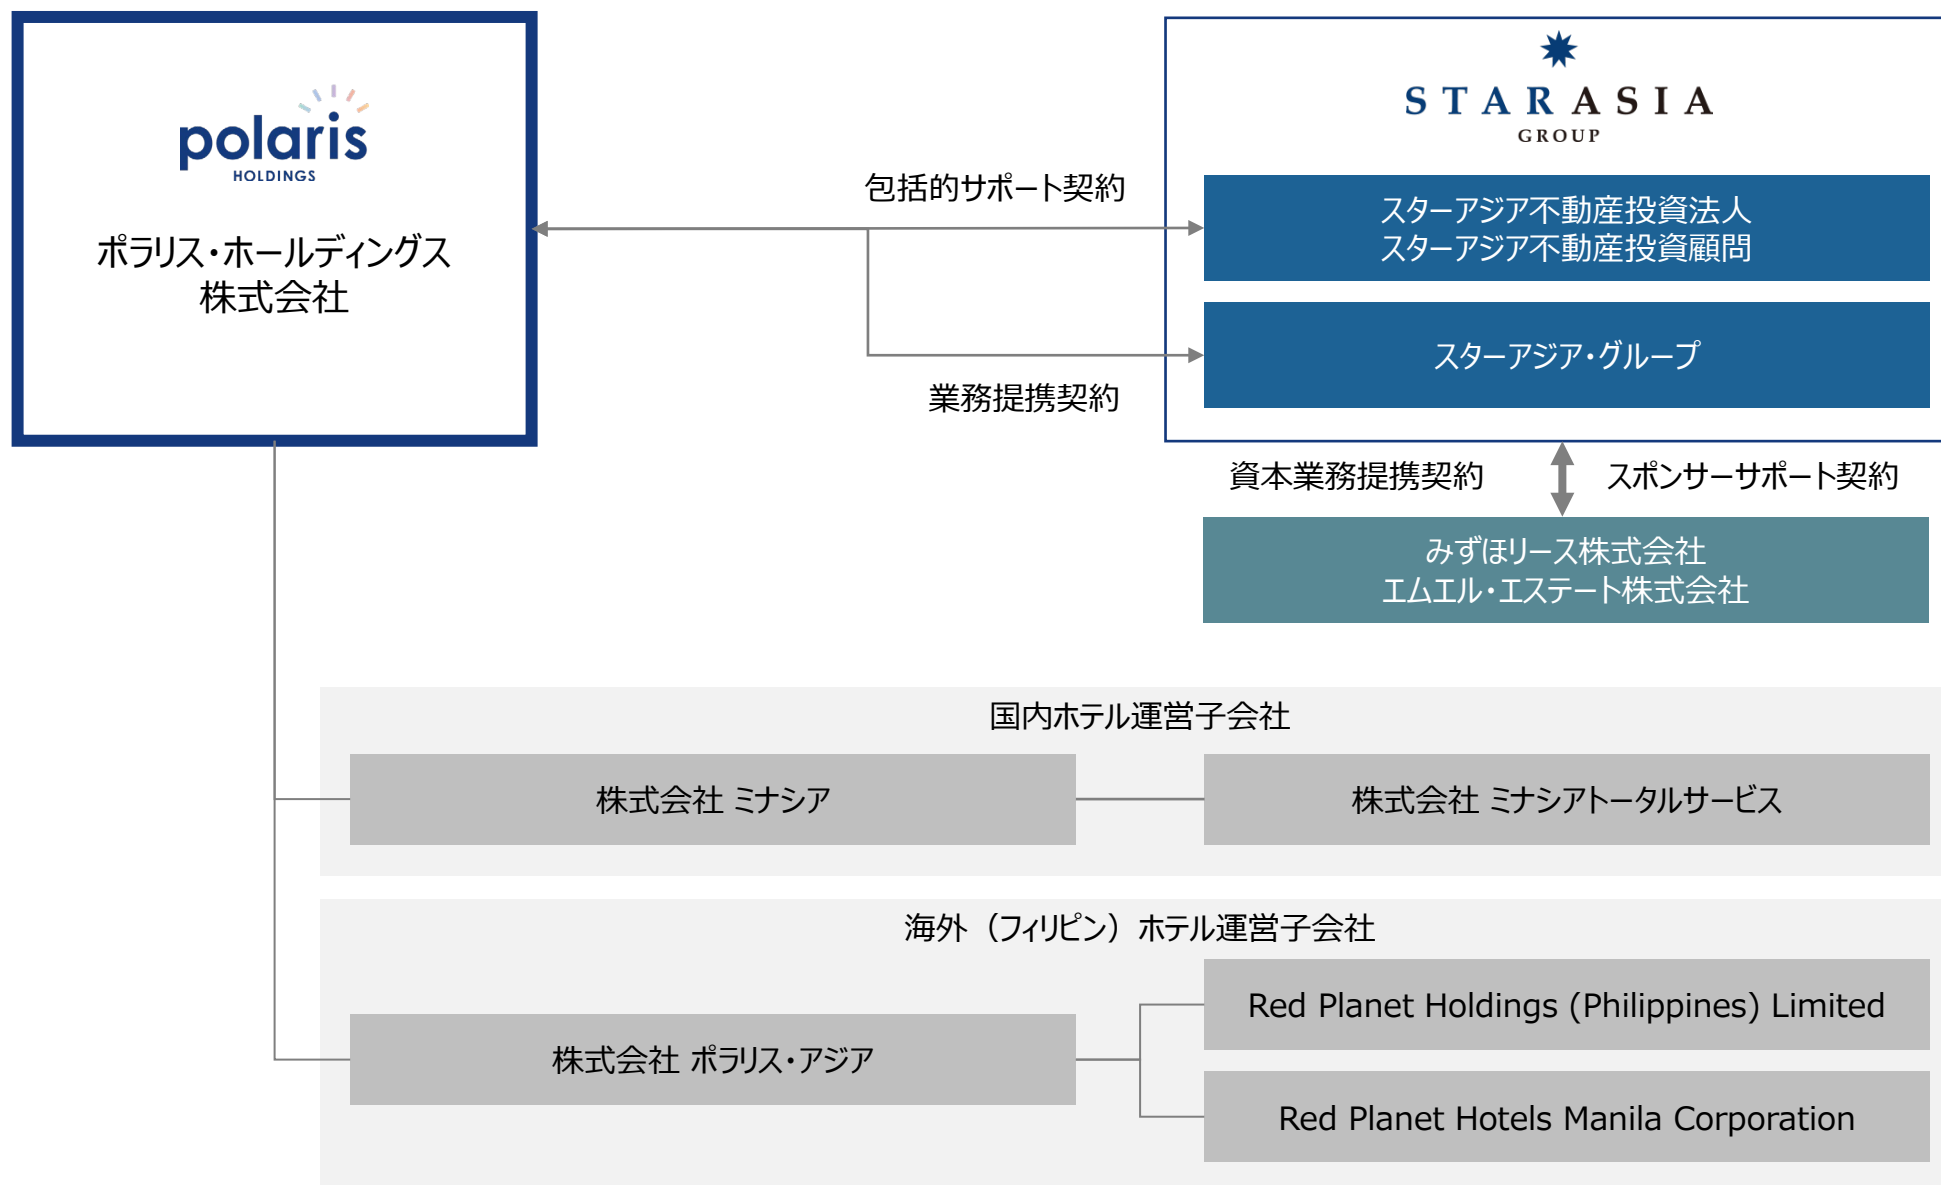 polaris
HOLDINGS
ポラリス・ホールディングス
株式会社
STARASIA
GROUP
包括的サポート契約
スターアジア不動産投資法人
スターアジア不動産投資顧問
スターアジア・グループ
業務提携契約
資本業務提携契約
スポンサーサポート契約
みずほリース株式会社
エムエル・エステート株式会社
国内ホテル運営子会社
株式会社 ミナシア
株式会社 ミナシアトータルサービス
海外（フィリピン）ホテル運営子会社
株式会社 ポラリス・アジア
Red Planet Holdings (Philippines) Limited
Red Planet Hotels Manila Corporation